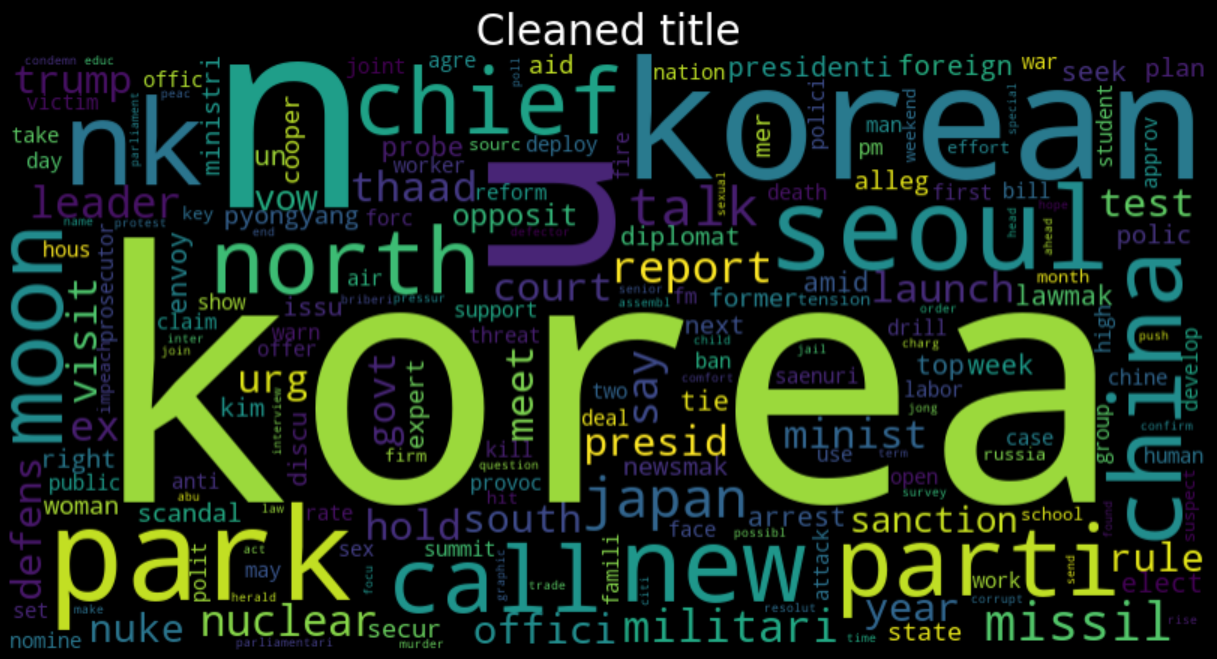 Cleaned title
condemn educ
trump offic
victim
take
day
nk
parliament
peac
ministri
n
un
cooper
vow
joint agre
poll
aid
chief
probe sourc deploy
worker
fire
nation presidenti foreign war seek plan
korean
mer
polici
man
pm
weekend
effort
special
student
approv
leader
name protest
key pyongyang forc
end
thaad reform
opposit
defector
u
talk
sexual
death
alleg first bill
test
polic
hous
moon
visit
prosecutor
impeach
envoy
north
air
show
claim
inter
join
issu
briberi pressur
warn
offer
court
support
threat
diplomat
report
senior
assembl
fm former tension
amid launch
seoul
head
ahead
hope
month
lawmak
order
drill
charg
high
china
push
develop
chine
confirm
korea
ex
urg
kim
interview
discu
govt
expert
firm
meet
say
next
child
ban
two comfort
tie
deal
presid
jail
saenuri
top week
labor
jong
minist
use term
case
russia
group
human
right
public
anti
abu
woman
scandal
law
rate
kill
question
provoc
hit
newsmak
japan
open
survey
suspect
defens
park
polit
act
may
herald
sex
focu
hold south
face
possibl
arrest
attack
sanction school
found
summit
call
graphic
trade
famili
citi
new
resolut
parti
work
send
corrupt
rule
elect
set
make
nomine nuke
nuclear
parliamentari
secur
murder
offici militari
time
year
state
missil
rise